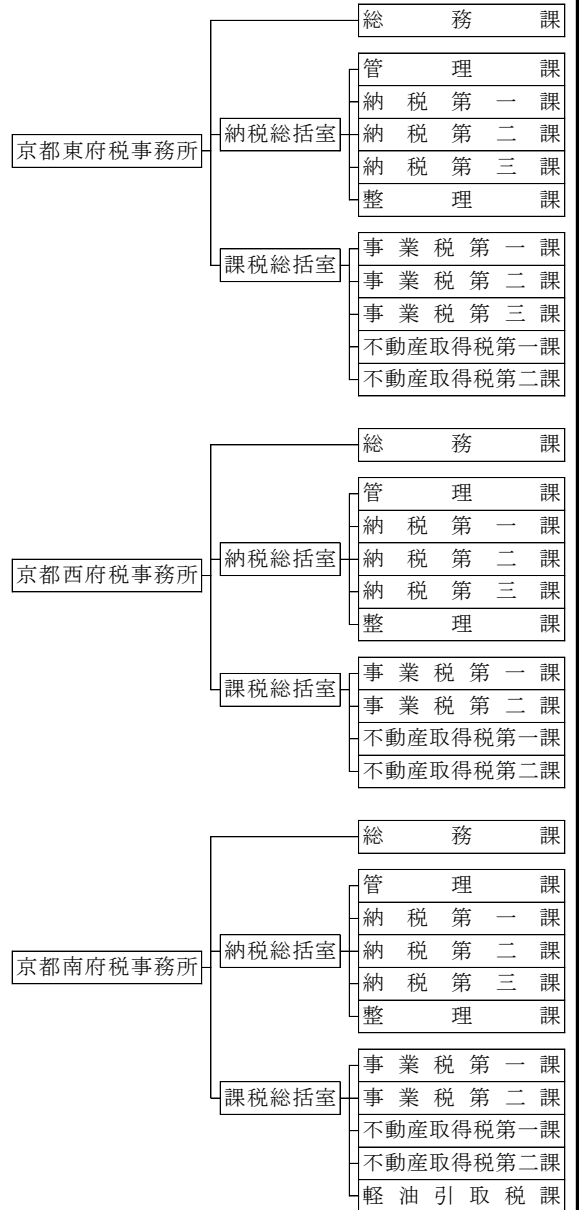 総務課
管理課
納税第一課
納税総括室
納税第二課
京都東府税事務所
納税第三課
整理課
事業税第一課
課税総括室
事業税第二課
事業税第三課
不動産取得税第一課
不動産取得税第二課
総務課
管理課
納税第一課
納税総括室
納税第二課
京都西府税事務所
納税第三課
整理課
事業税第一課
課税総括室
事業税第二課
不動産取得税第一課
不動産取得税第二課
総務課
管理課
納税第一課
納税総括室
納税第二課
京都南府税事務所
納税第三課
整理課
事業税第一課
課税総括室
事業税第二課
不動産取得税第一課
不動産取得税第二課
軽油引取税課